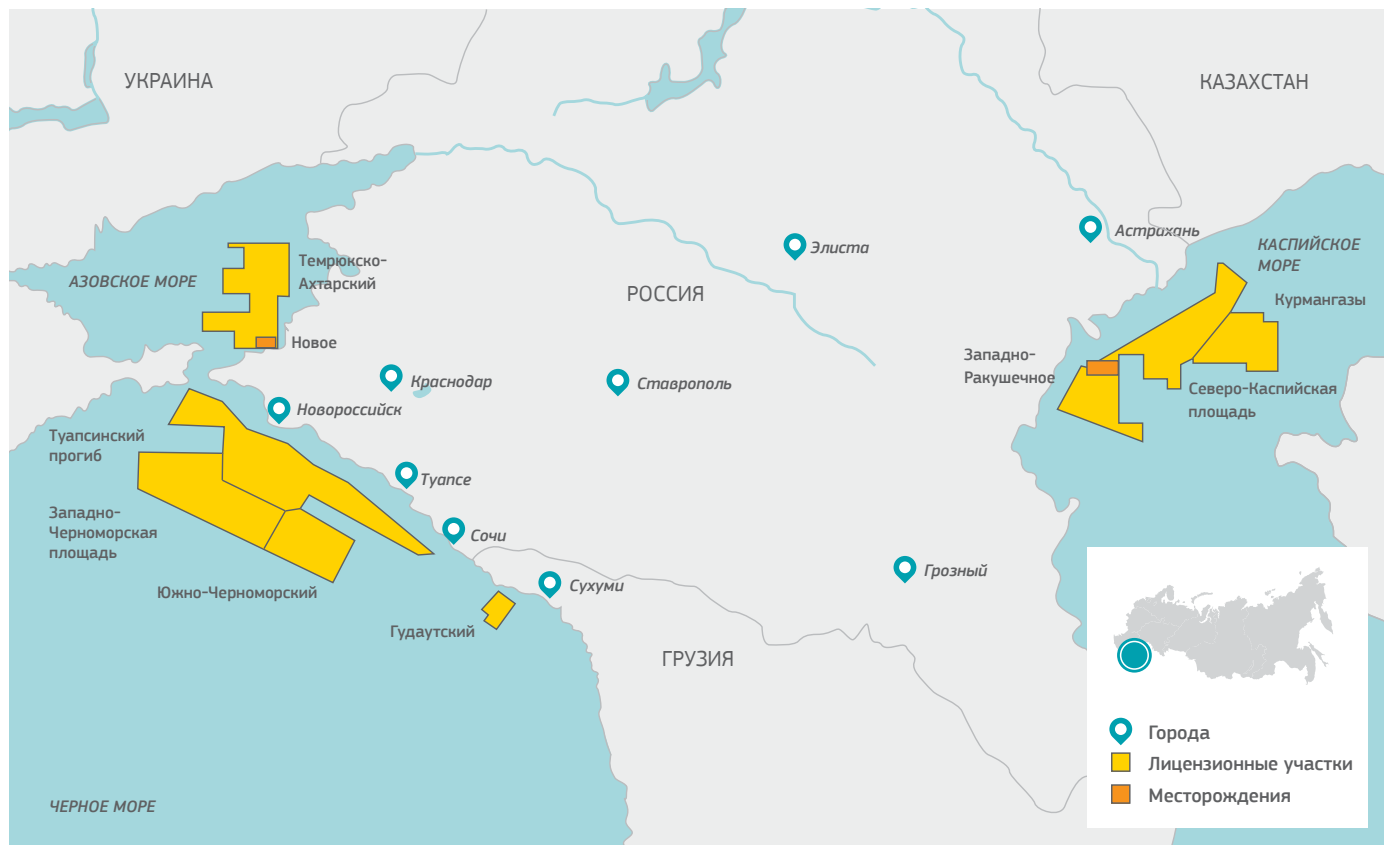 УКРАИНА
КАЗАХСТАН
Астрахань
Элиста
КАСПИЙСКОЕ
МОРЕ
АЗОВСКОЕ МОРЕ
Темрюкско-
Ахтарский
РОССИЯ
Курмангазы
Новое
Западно-
Ракушечное
Краснодар
Ставрополь
Северо-Каспийская
площадь
Новороссийск
Туапсинский
прогиб
Туапсе
Западно-
Черноморская
площадь
Сочи
Грозный
Сухуми
Южно-Черноморский
Гудаутский
ГРУЗИЯ
ЧЕРНОЕ МОРЕ
Города
Лицензионные участки
Месторождения